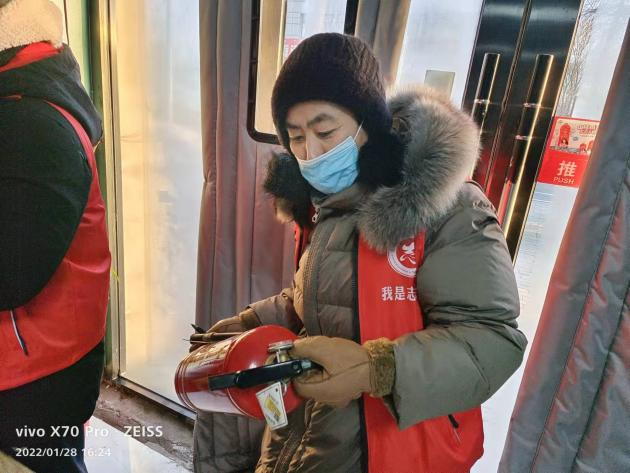 推
PUSH
我是志
vivo X70 Pro · ZEISS
2022/01/28 16:24